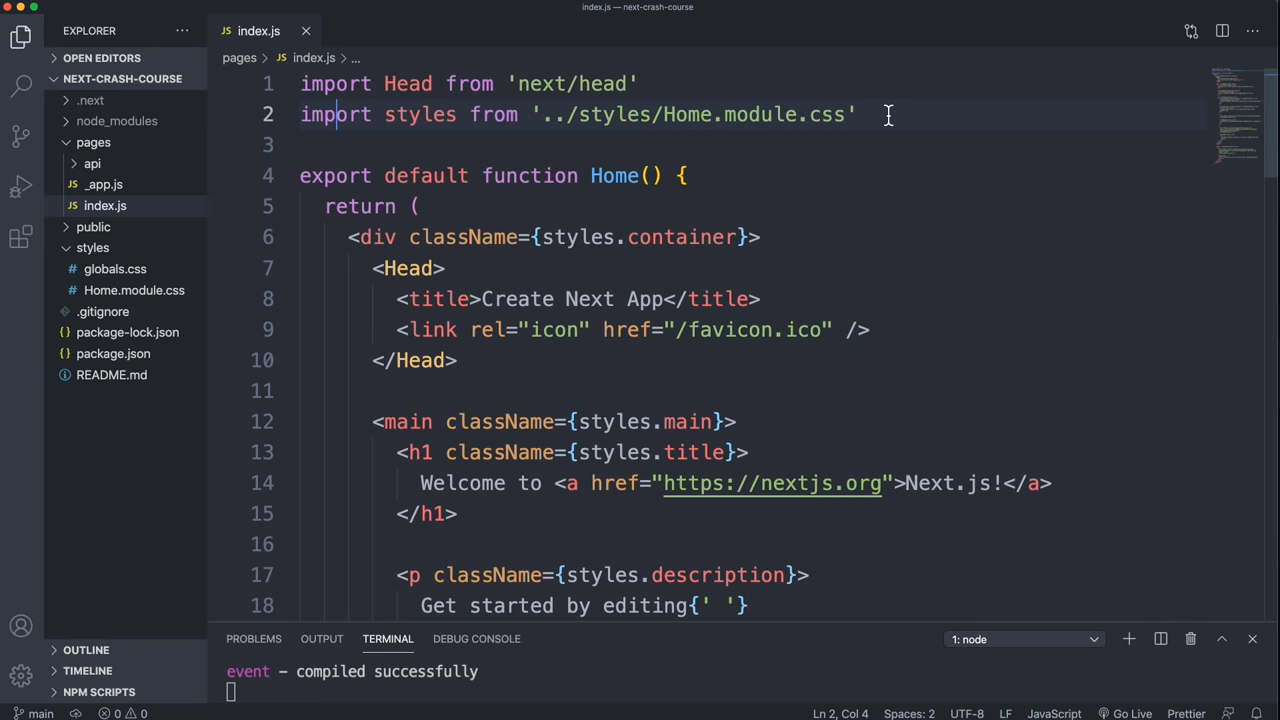 index.js — next-crash-course
EXPLORER
JS index.js
OPEN EDITORS
pages > JS index.js > ...
NEXT-CRASH-COURSE
.next
node_modules
pages
api
JS _app.js
JS index.js
public
styles
# globals.css
# Home.module.css
.gitignore
{} package-lock.json
{} package.json
README.md
1 import Head from 'next/head'
2 import styles from '../styles/Home.module.css'
3
4 export default function Home() {
5 return (
6 <div className={styles.container}>
7 <Head>
8 <title>Create Next App</title>
9 <link rel="icon" href="/favicon.ico" />
10 </Head>
11
12 <main className={styles.main}>
13 <h1 className={styles.title}>
14 Welcome to <a href="https://nextjs.org">Next.js!</a>
15 </h1>
16
17 <p className={styles.description}>
18 Get started by editing{' '}
OUTLINE
TIMELINE
NPM SCRIPTS
PROBLEMS OUTPUT TERMINAL DEBUG CONSOLE 1: node
event - compiled successfully
main 0 0 Ln 2, Col 4 Spaces: 2 UTF-8 LF JavaScript Go Live Prettier